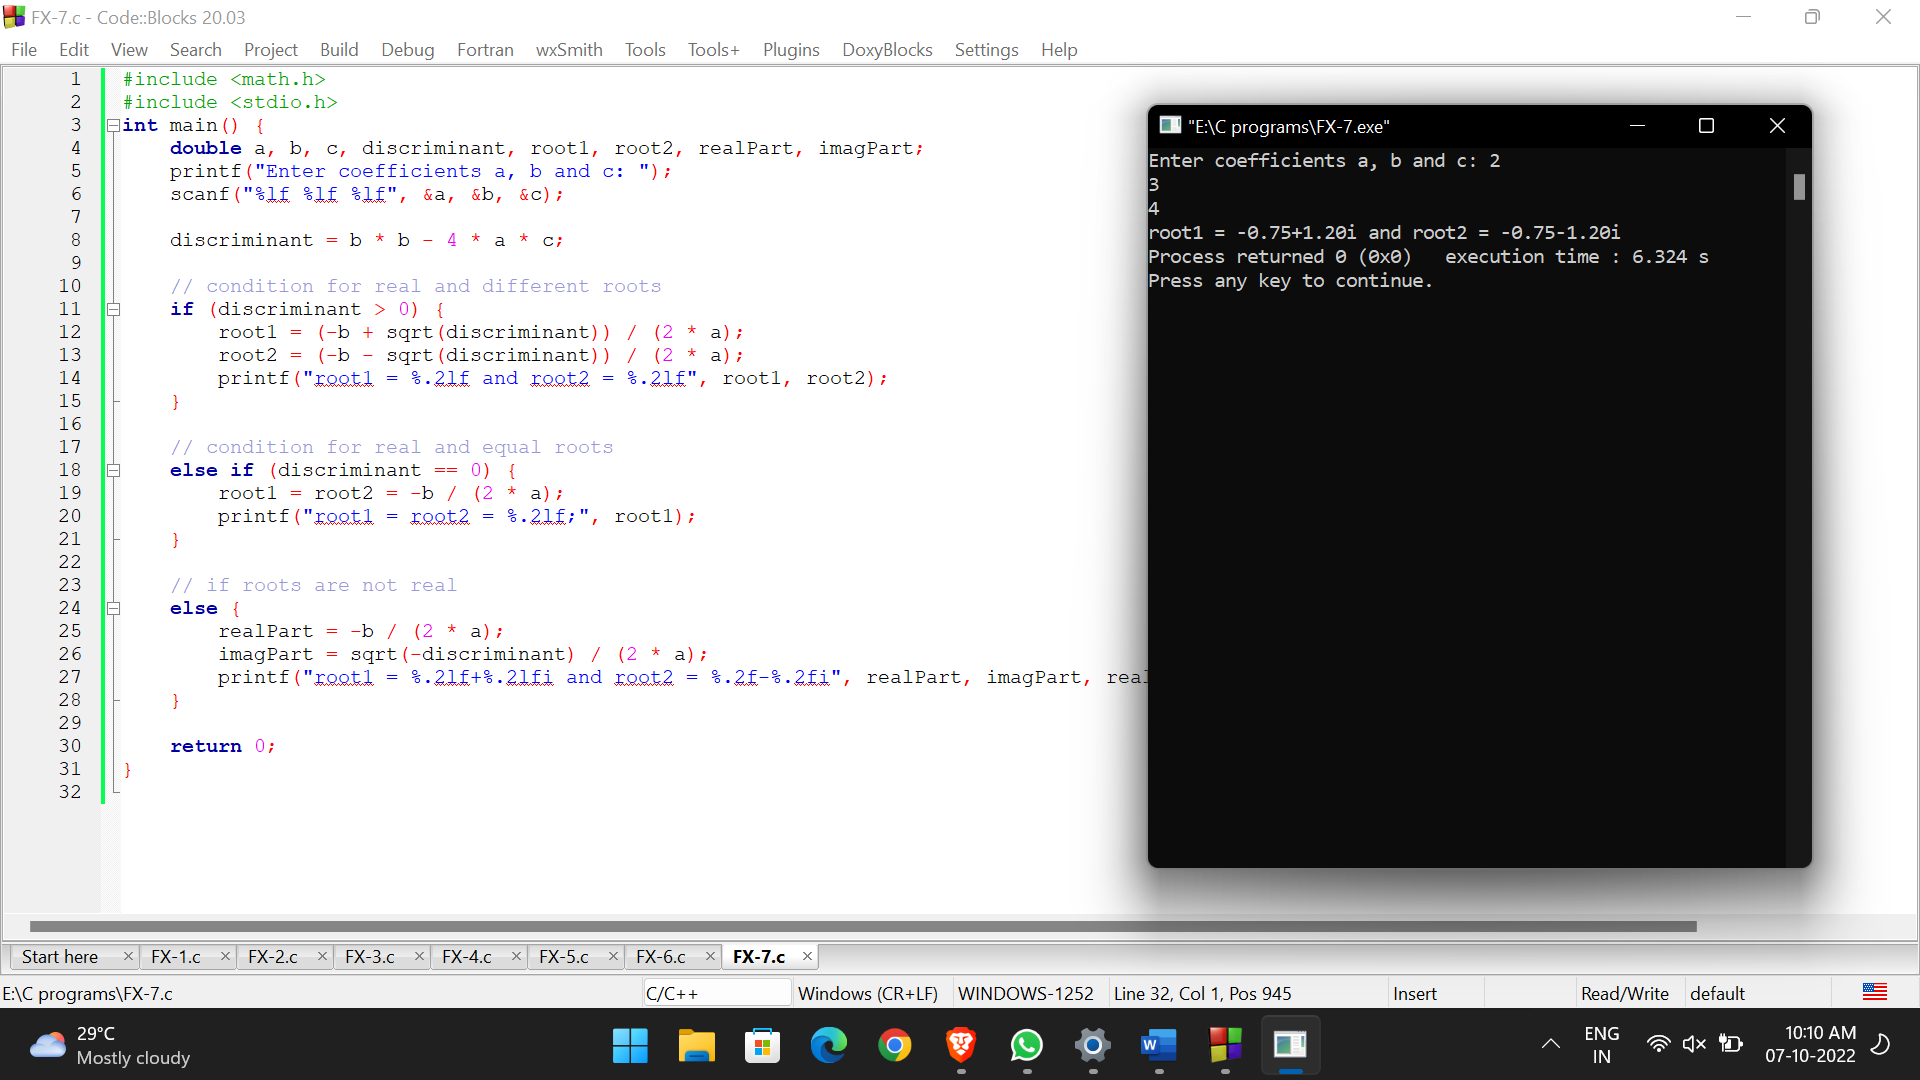 FX-7.c - Code::Blocks 20.03
File Edit View Search Project Build Debug Fortran wxSmith Tools Tools+ Plugins DoxyBlocks Settings Help
1 #include <math.h>
2 #include <stdio.h>
3 int main() {
4 double a, b, c, discriminant, root1, root2, realPart, imagPart;
5 printf("Enter coefficients a, b and c: ");
6 scanf("%lf %lf %lf", &a, &b, &c);
7
8 discriminant = b * b - 4 * a * c;
9
10 // condition for real and different roots
11 if (discriminant > 0) {
12 root1 = (-b + sqrt(discriminant)) / (2 * a);
13 root2 = (-b - sqrt(discriminant)) / (2 * a);
14 printf("root1 = %.2lf and root2 = %.2lf", root1, root2);
15 }
16
17 // condition for real and equal roots
18 else if (discriminant == 0) {
19 root1 = root2 = -b / (2 * a);
20 printf("root1 = root2 = %.2lf;", root1);
21 }
22
23 // if roots are not real
24 else {
25 realPart = -b / (2 * a);
26 imagPart = sqrt(-discriminant) / (2 * a);
27 printf("root1 = %.2lf+%.2lfi and root2 = %.2f-%.2fi", realPart, imagPart, real
28 }
29
30 return 0;
31 }
32
"E:\C programs\FX-7.exe"
Enter coefficients a, b and c: 2
3
4
root1 = -0.75+1.20i and root2 = -0.75-1.20i
Process returned 0 (0x0) execution time : 6.324 s
Press any key to continue.
Start here FX-1.c FX-2.c FX-3.c FX-4.c FX-5.c FX-6.c FX-7.c
E:\C programs\FX-7.c C/C++ Windows (CR+LF) WINDOWS-1252 Line 32, Col 1, Pos 945 Insert Read/Write default
29°C
Mostly cloudy
W
ENG
IN
10:10 AM
07-10-2022